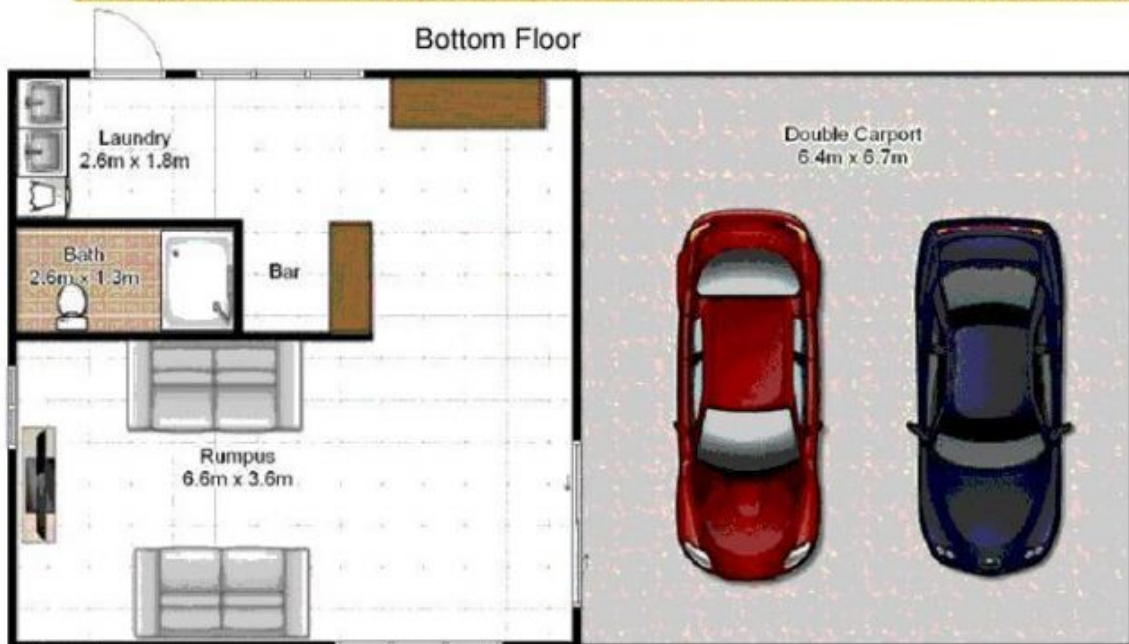 Bottom Floor
Laundry
2.6m x 1.8m
Double Carport
6.4m x 6.7m
Bath
2.6m x 1.3m
Bar
Rumpus
6.6m x 3.6m